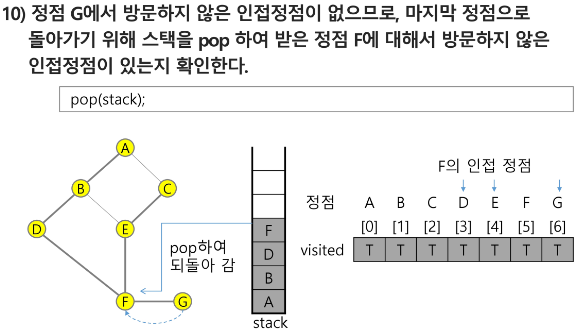 10) 정점 G에서 방문하지 않은 인접정점이 없으므로, 마지막 정점으로
돌아가기 위해 스택을 pop 하여 받은 정점 F에 대해서 방문하지 않은
인접정점이 있는지 확인한다.
pop(stack);
A
B
C
D
E
F
G
pop하여
되돌아 감
F
D
B
A
stack
F의 인접 정점
정점 A B C D E F G
[0] [1] [2] [3] [4] [5] [6]
visited T T T T T T T